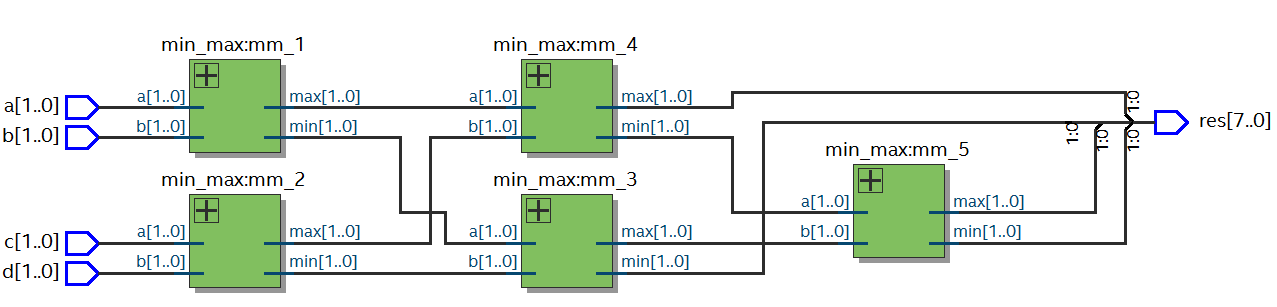 min_max:mm_1
min_max:mm_4
a[1..0]
a[1..0]
max[1..0]
a[1..0]
max[1..0]
1:0
b[1..0]
b[1..0]
min[1..0]
b[1..0]
min[1..0]
1:0
1:0
1:0
res[7..0]
min_max:mm_5
min_max:mm_2
min_max:mm_3
a[1..0]
max[1..0]
c[1..0]
a[1..0]
max[1..0]
a[1..0]
max[1..0]
b[1..0]
min[1..0]
d[1..0]
b[1..0]
min[1..0]
b[1..0]
min[1..0]